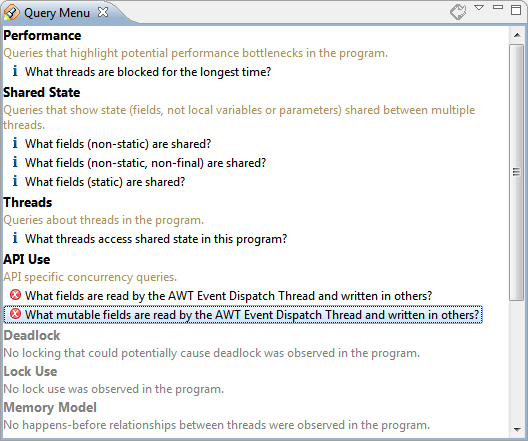 Query Menu
Performance
Queries that highlight potential performance bottlenecks in the program.
What threads are blocked for the longest time?
Shared State
Queries that show state (fields, not local variables or parameters) shared between multiple
threads.
What fields (non-static) are shared?
What fields (non-static, non-final) are shared?
What fields (static) are shared?
Threads
Queries about threads in the program.
What threads access shared state in this program?
API Use
API specific concurrency queries.
What fields are read by the AWT Event Dispatch Thread and written in others?
What mutable fields are read by the AWT Event Dispatch Thread and written in others?
Deadlock
No locking that could potentially cause deadlock was observed in the program.
Lock Use
No lock use was observed in the program.
Memory Model
No happens-before relationships between threads were observed in the program.